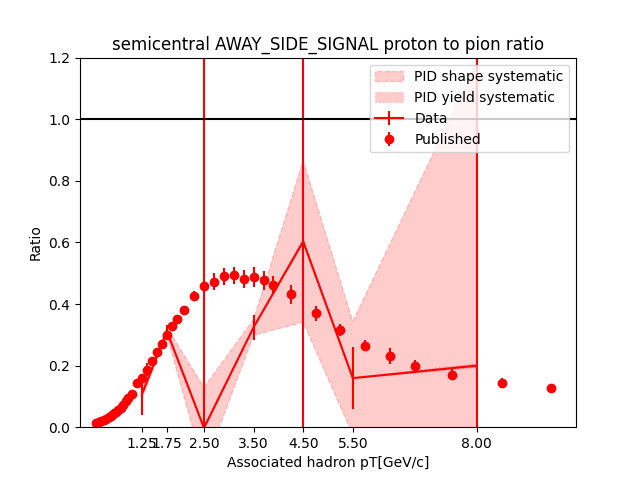 semicentral AWAY_SIDE_SIGNAL proton to pion ratio
PID shape systematic
PID yield systematic
Data
Published
Ratio
1.2
1.0
0.8
0.6
0.4
0.2
0.0
1.25 1.75 2.50 3.50 4.50 5.50 8.00
Associated hadron pT[GeV/c]